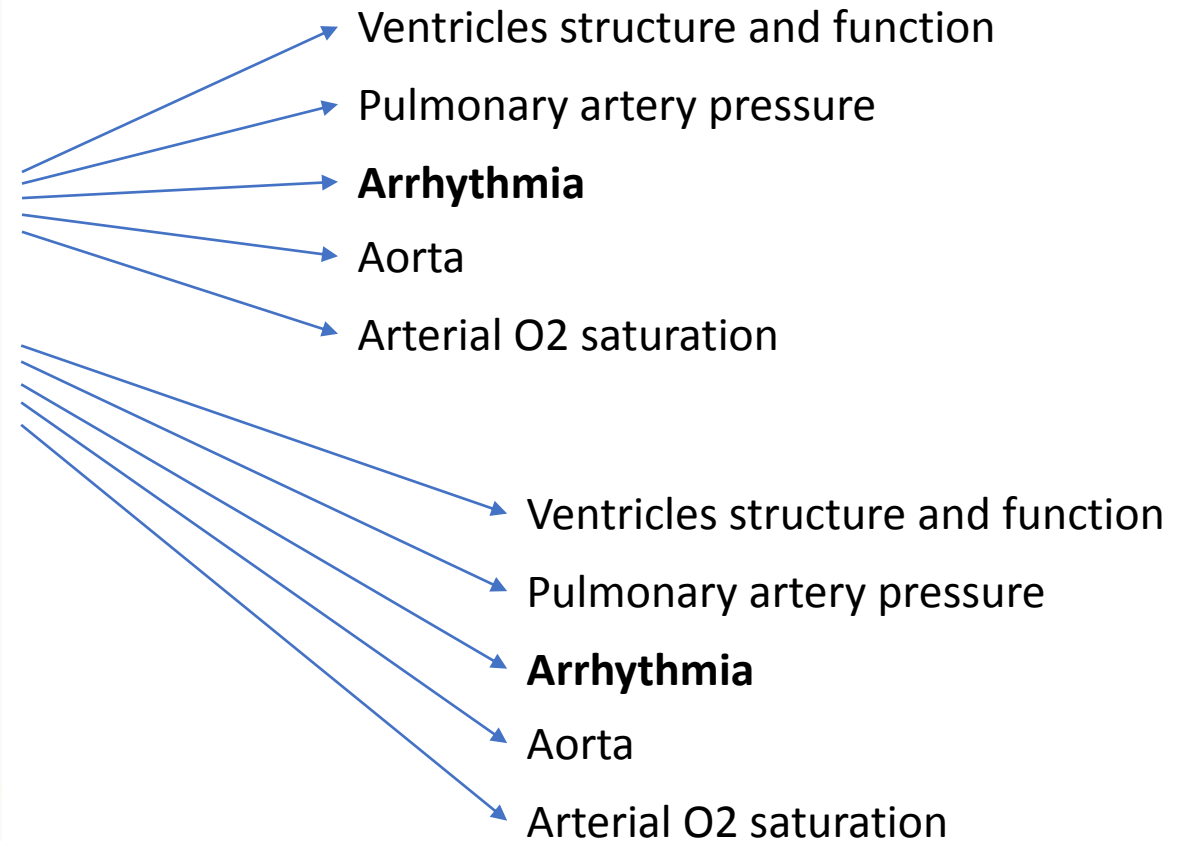 Ventricles structure and function
Pulmonary artery pressure
Arrhythmia
Aorta
Arterial O2 saturation
Ventricles structure and function
Pulmonary artery pressure
Arrhythmia
Aorta
Arterial O2 saturation